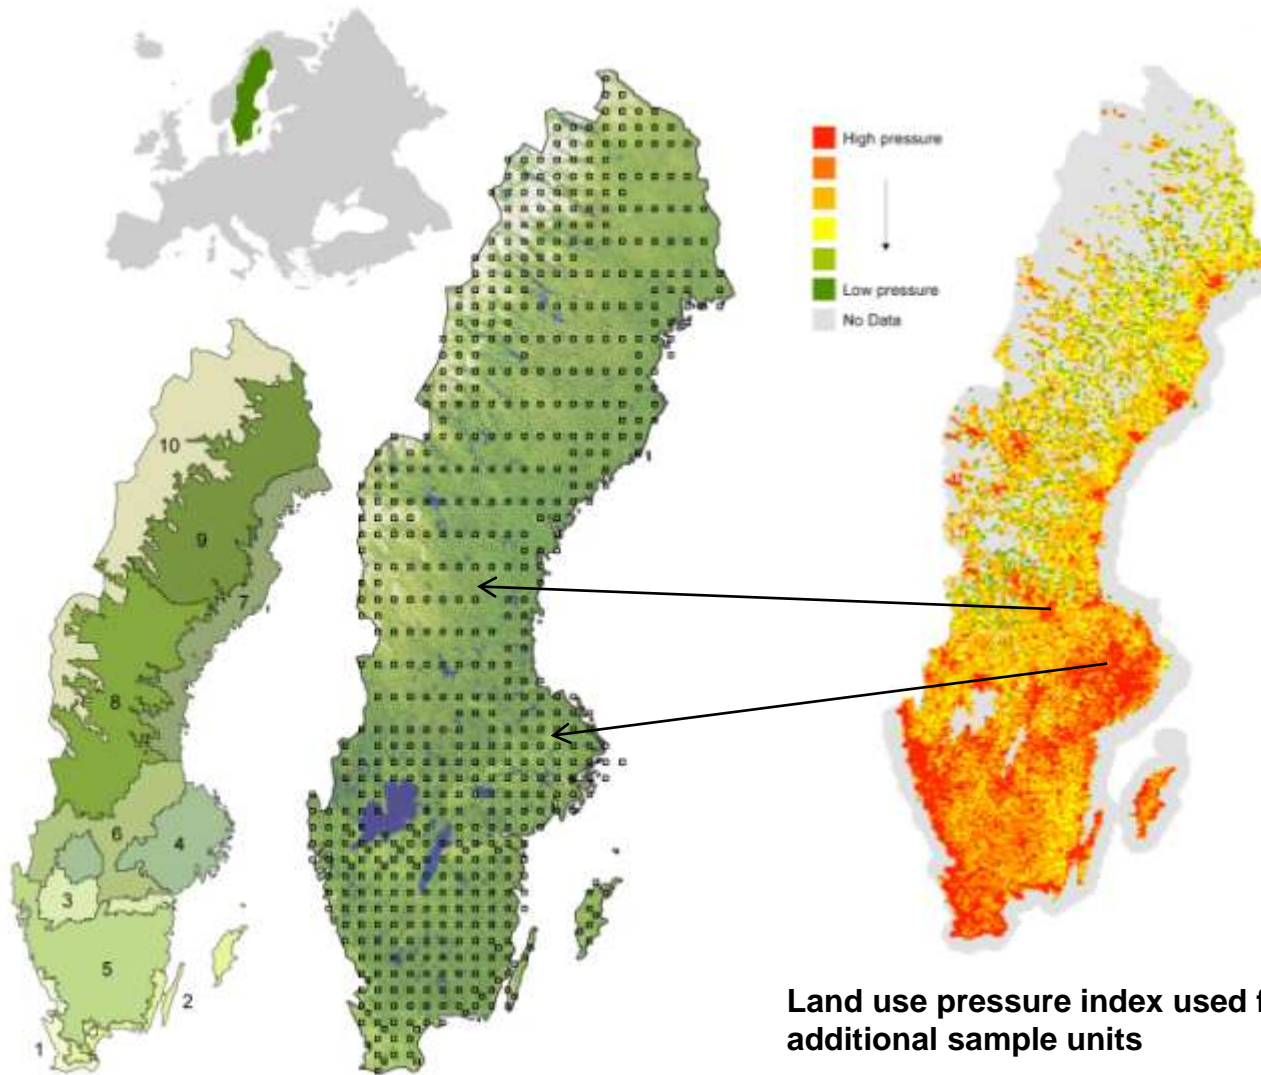 High pressure
Low pressure
No Data
10
9
7
8
6
4
3
5
2
1
Land use pressure index used
additional sample units